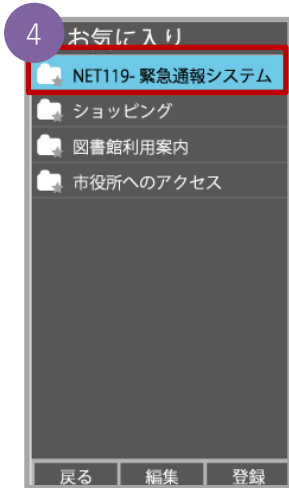 4
お気に入り
NET119-緊急通報システム
ショッピング
図書館利用案内
市役所へのアクセス
戻る 編集 登録